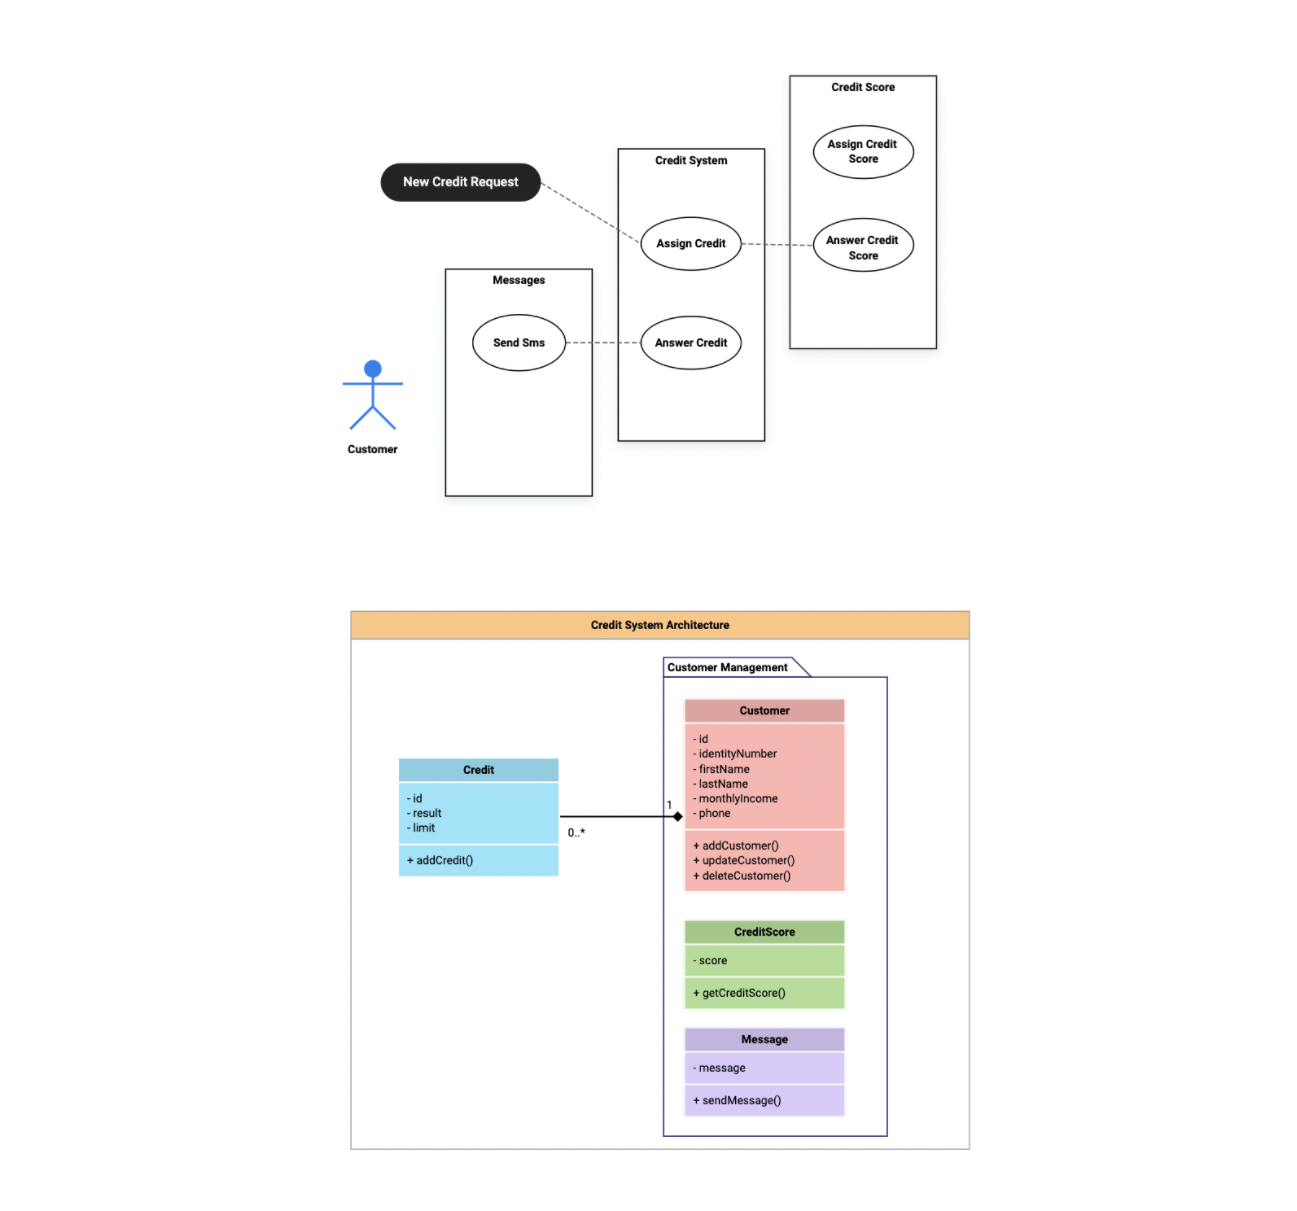 Credit Score
Assign Credit
Score
Answer Credit
Score
Credit System
Assign Credit
Answer Credit
New Credit Request
Messages
Send Sms
Customer
Credit System Architecture
Customer Management
Customer
- id
- identityNumber
- firstName
- lastName
- monthlyIncome
- phone
+ addCustomer()
+ updateCustomer()
+ deleteCustomer()
Credit
- id
- result
- limit
+ addCredit()
0..*
1
CreditScore
- score
+ getCreditScore()
Message
- message
+ sendMessage()